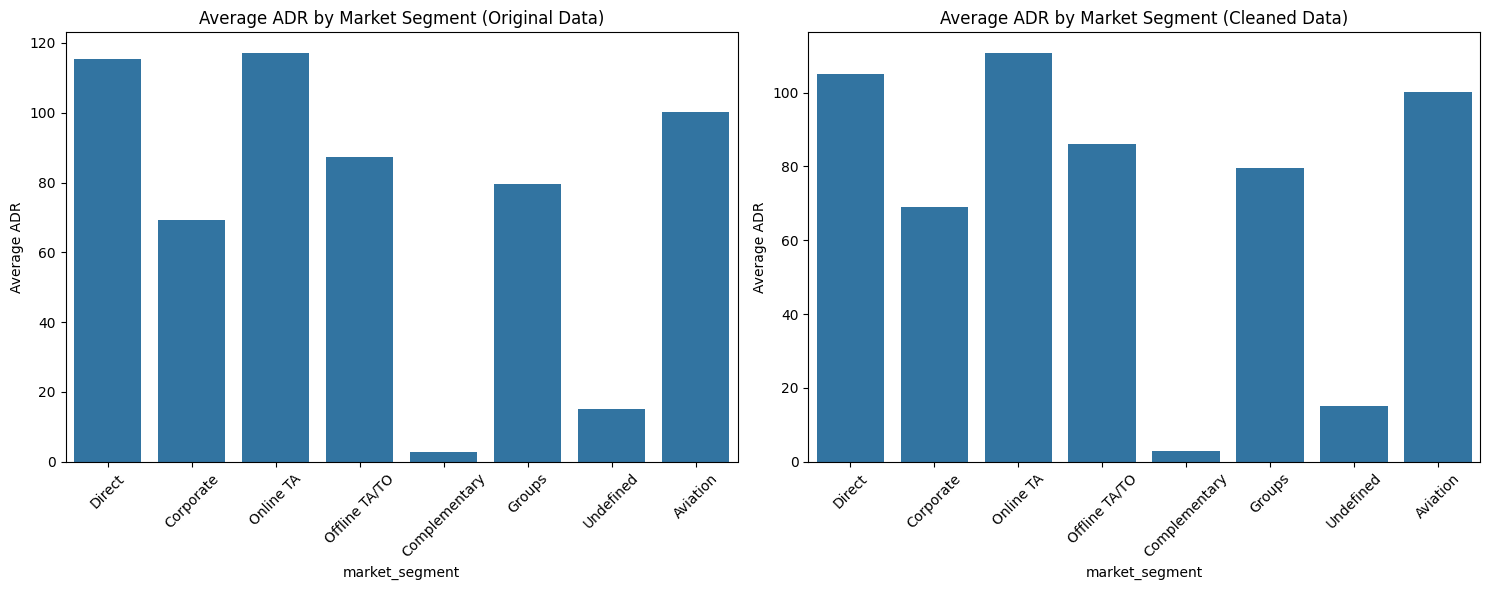 Average ADR by Market Segment (Original Data)
Average ADR
120
100
80
60
40
20
0
Direct
Corporate
Online TA
Offline TA/TO
Complementary
Groups
Undefined
Aviation
market_segment
Average ADR by Market Segment (Cleaned Data)
Average ADR
100
80
60
40
20
0
Direct
Corporate
Online TA
Offline TA/TO
Complementary
Groups
Undefined
Aviation
market_segment